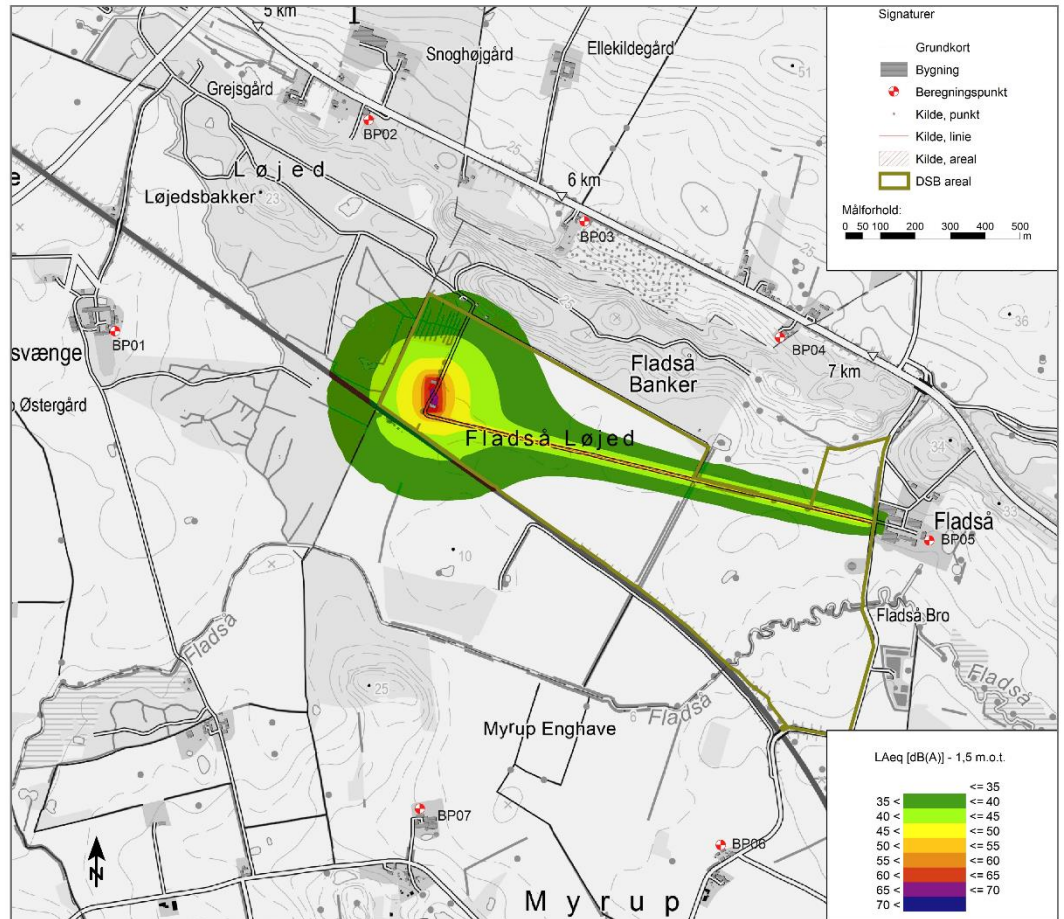 5 km
Snoghøjgård
Ellekildegård
51
Grejsgård
BP02
25
Løjed
Løjedsbakker
23
6 km
e
BP03
25
25
BP01
BP04
36
svænge
Fladså
Banker
7 km
Østergård
Fladså Løjed
34
33
Fladså
BP05
10
Fladså Bro
Fladså
25
Fladså
6
Fladså
Myrup Enghave
BP07
BP06
N
Myrup
Signaturer
Grundkort
Bygning
Beregningspunkt
Kilde, punkt
Kilde, linie
Kilde, areal
DSB areal
Målforhold:
0 50 100 200 300 400 500
m
LAeq [dB(A)] - 1,5 m.o.t.
<= 35
35 < <= 40
40 < <= 45
45 < <= 50
50 < <= 55
55 < <= 60
60 < <= 65
65 < <= 70
70 <